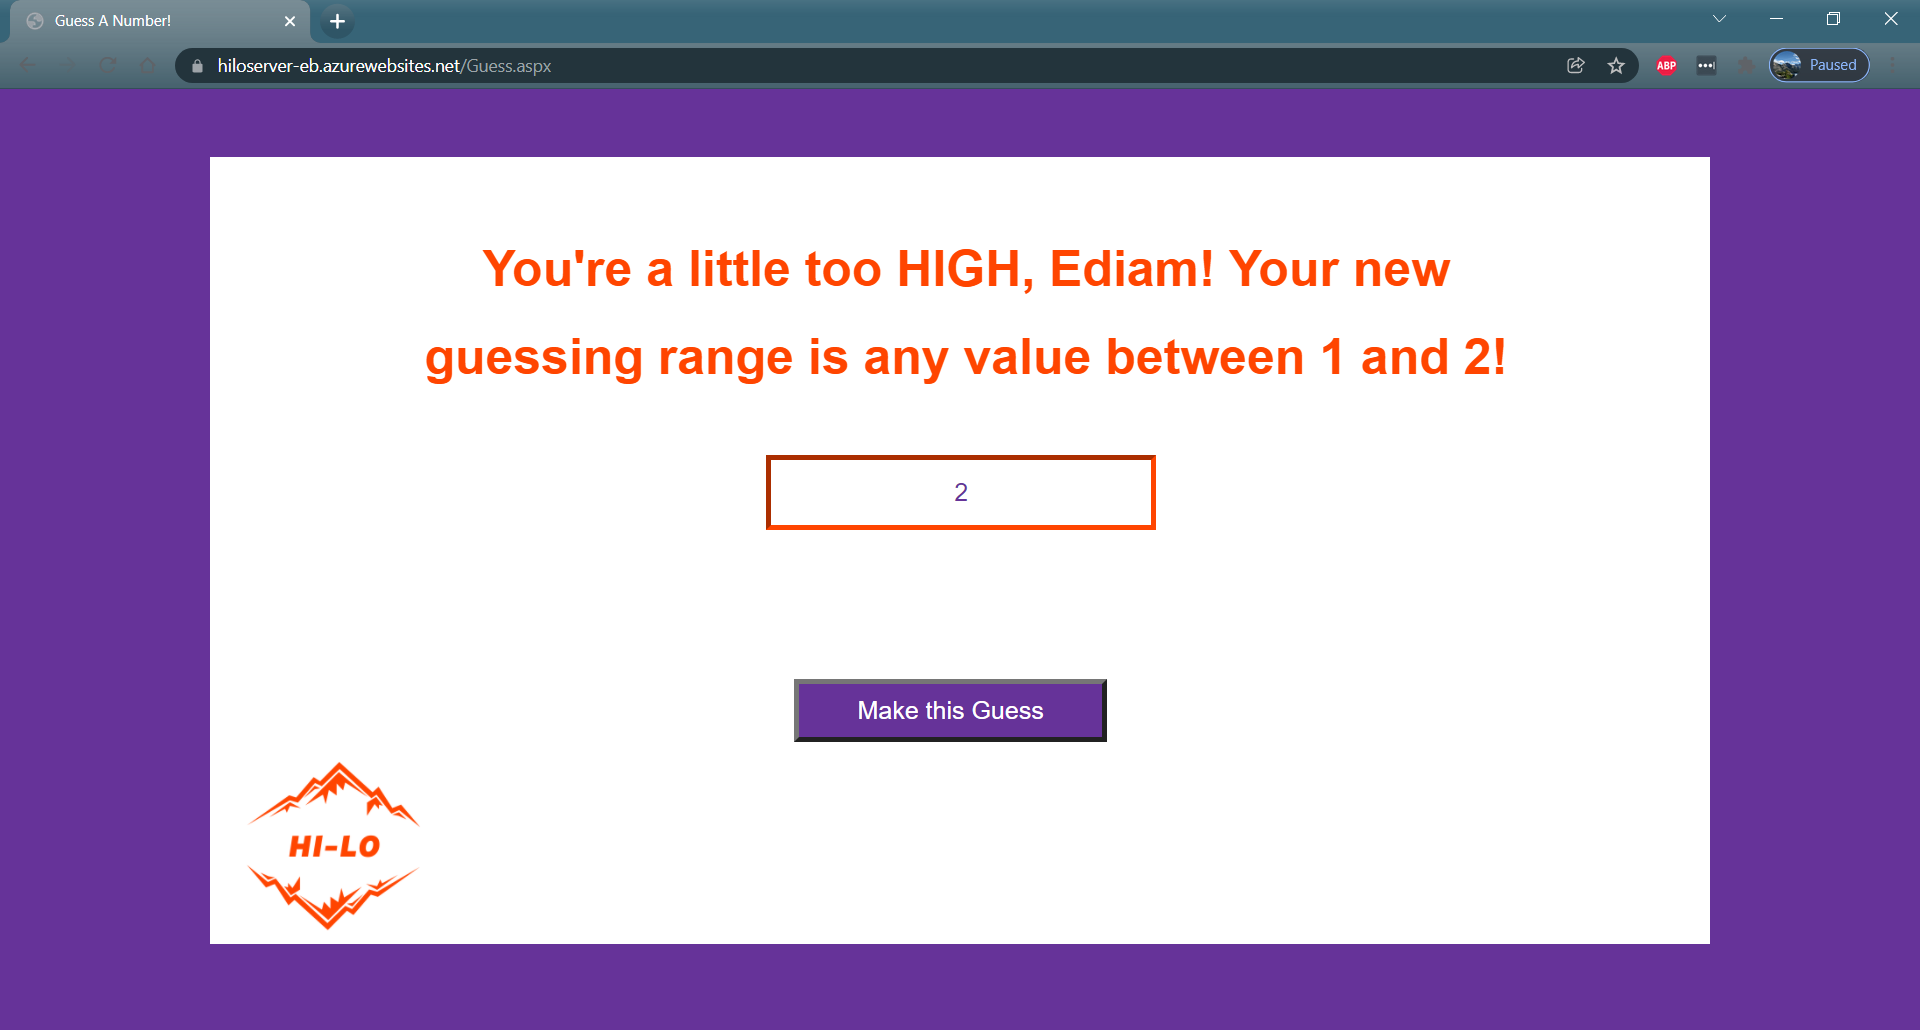 Guess A Number!
hiloserver-eb.azurewebsites.net/Guess.aspx
ABP
Paused
You're a little too HIGH, Ediam! Your new
guessing range is any value between 1 and 2!
2
Make this Guess
HI-LO